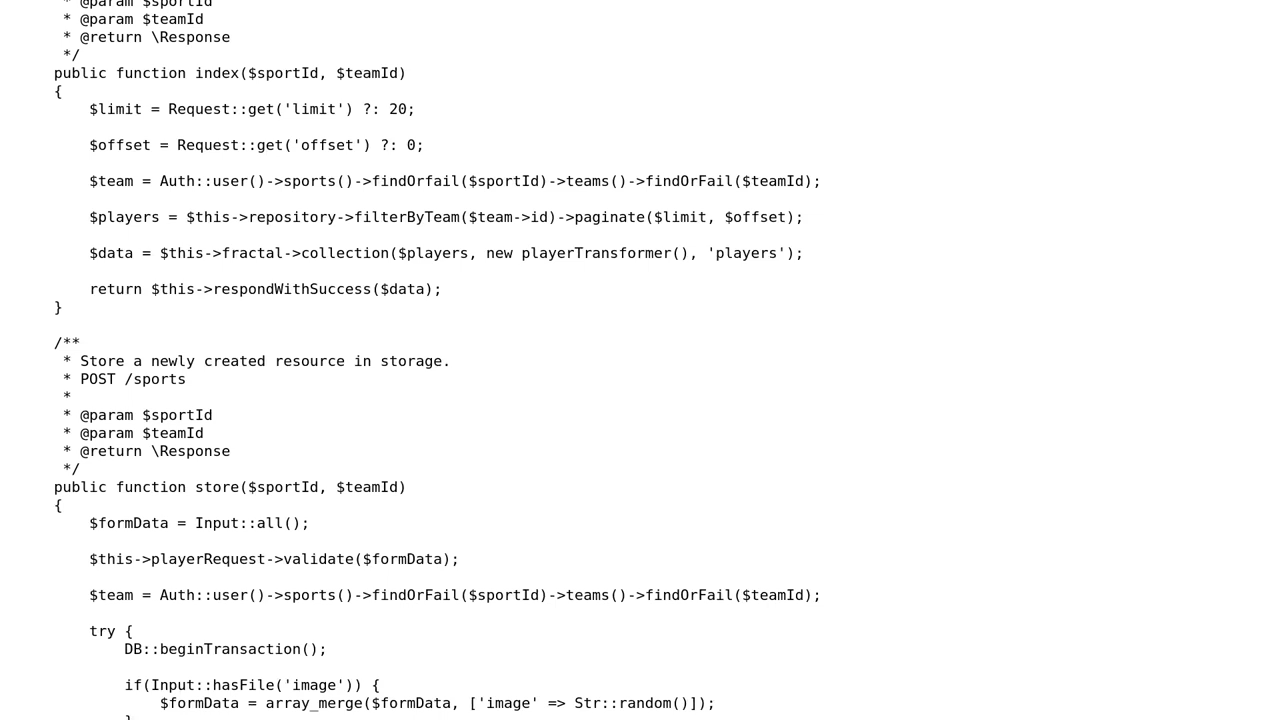 * @param $sportId
* @param $teamId
* @return \Response
*/
public function index($sportId, $teamId)
{
$limit = Request::get('limit') ?: 20;
$offset = Request::get('offset') ?: 0;
$team = Auth::user()->sports()->findOrfail($sportId)->teams()->findOrFail($teamId);
$players = $this->repository->filterByTeam($team->id)->paginate($limit, $offset);
$data = $this->fractal->collection($players, new playerTransformer(), 'players');
return $this->respondWithSuccess($data);
}
/**
* Store a newly created resource in storage.
* POST /sports
*
* @param $sportId
* @param $teamId
* @return \Response
*/
public function store($sportId, $teamId)
{
$formData = Input::all();
$this->playerRequest->validate($formData);
$team = Auth::user()->sports()->findOrFail($sportId)->teams()->findOrFail($teamId);
try {
DB::beginTransaction();
if(Input::hasFile('image')) {
$formData = array_merge($formData, ['image' => Str::random()]);
}